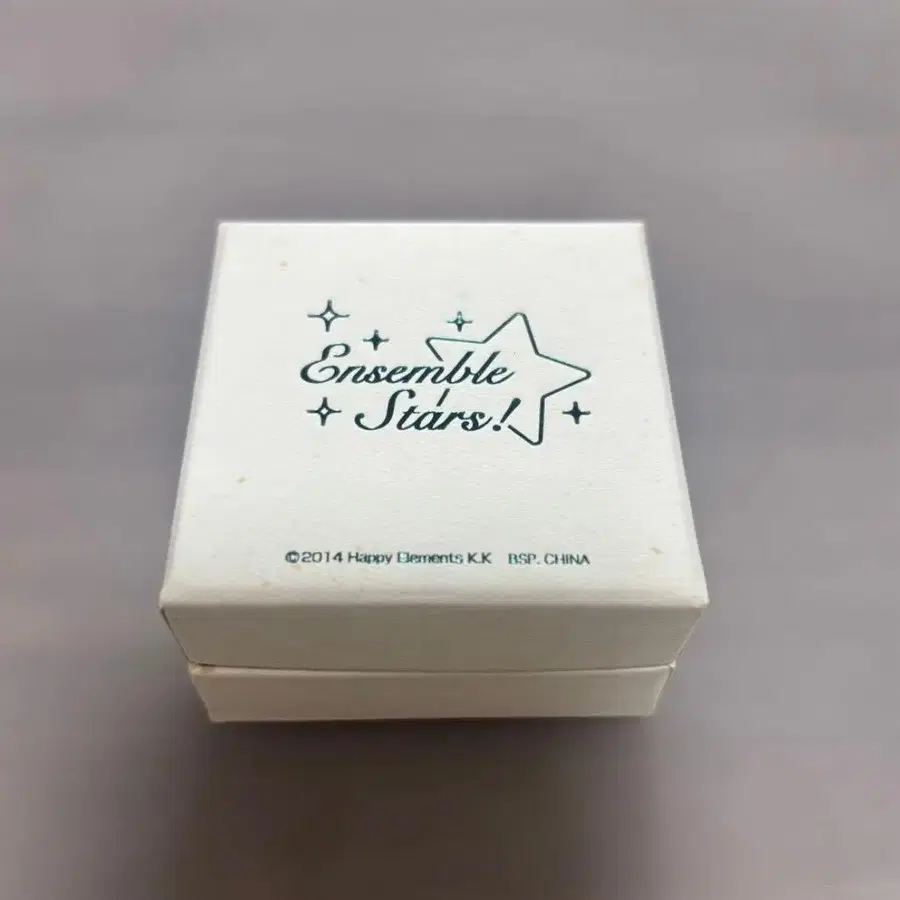 Ensemble
Stars!
©2014 Happy Elements K.K BSP. CHINA